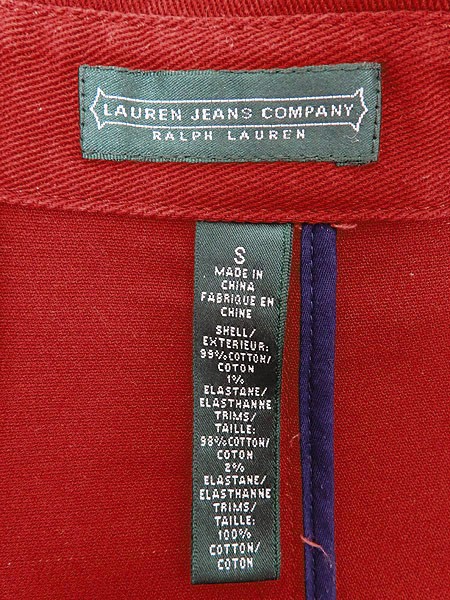 LAUREN JEANS COMPANY
RALPH LAUREN
S
MADE IN
CHINA
FABRIQUE EN
CHINE
SHELL/
EXTERIEUR:
99%COTTON/
COTON
1%
ELASTANE/
ELASTHANNE
TRIMS/
TAILLE:
98%COTTON/
COTON
2%
ELASTANE/
ELASTHANNE
TRIMS/
TAILLE:
100%
COTTON/
COTON